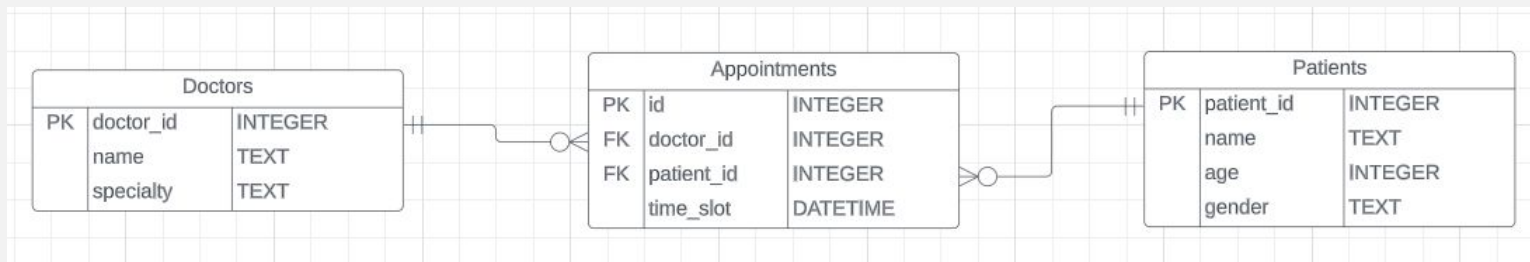 Doctors
PK doctor_id INTEGER
name TEXT
specialty TEXT
Appointments
PK id INTEGER
FK doctor_id INTEGER
FK patient_id INTEGER
time_slot DATETIME
Patients
PK patient_id INTEGER
name TEXT
age INTEGER
gender TEXT